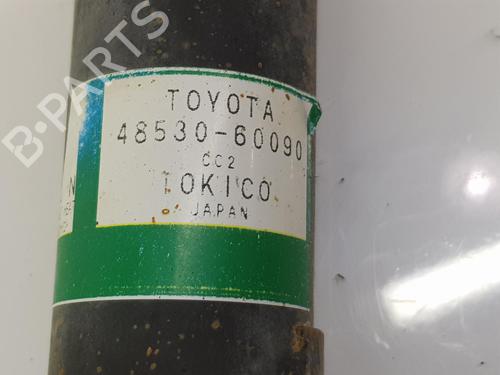 B-PARTS
TOYOTA
48530-60090
CC2
TOKICO
JAPAN
N